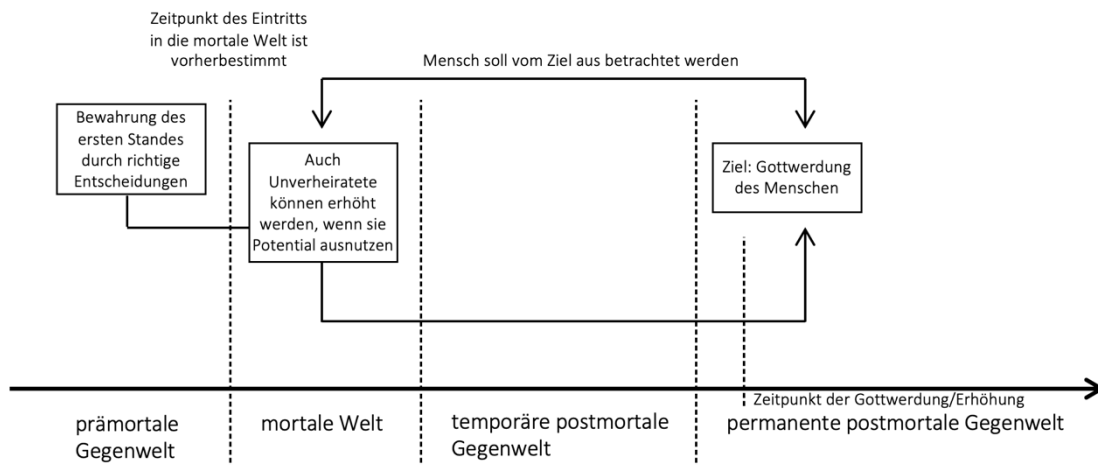 Zeitpunkt des Eintritts
in die mortale Welt ist
vorherbestimmt
Mensch soll vom Ziel aus betrachtet werden
Bewahrung des
ersten Standes
durch richtige
Entscheidungen
Auch
Unverheiratete
können erhöht
werden, wenn sie
Potential ausnutzen
Ziel: Gottwerdung
des Menschen
Zeitpunkt der Gottwerdung/Erhöhung
prämortale
Gegenwelt
mortale Welt
temporäre postmortale
Gegenwelt
permanente postmortale Gegenwelt